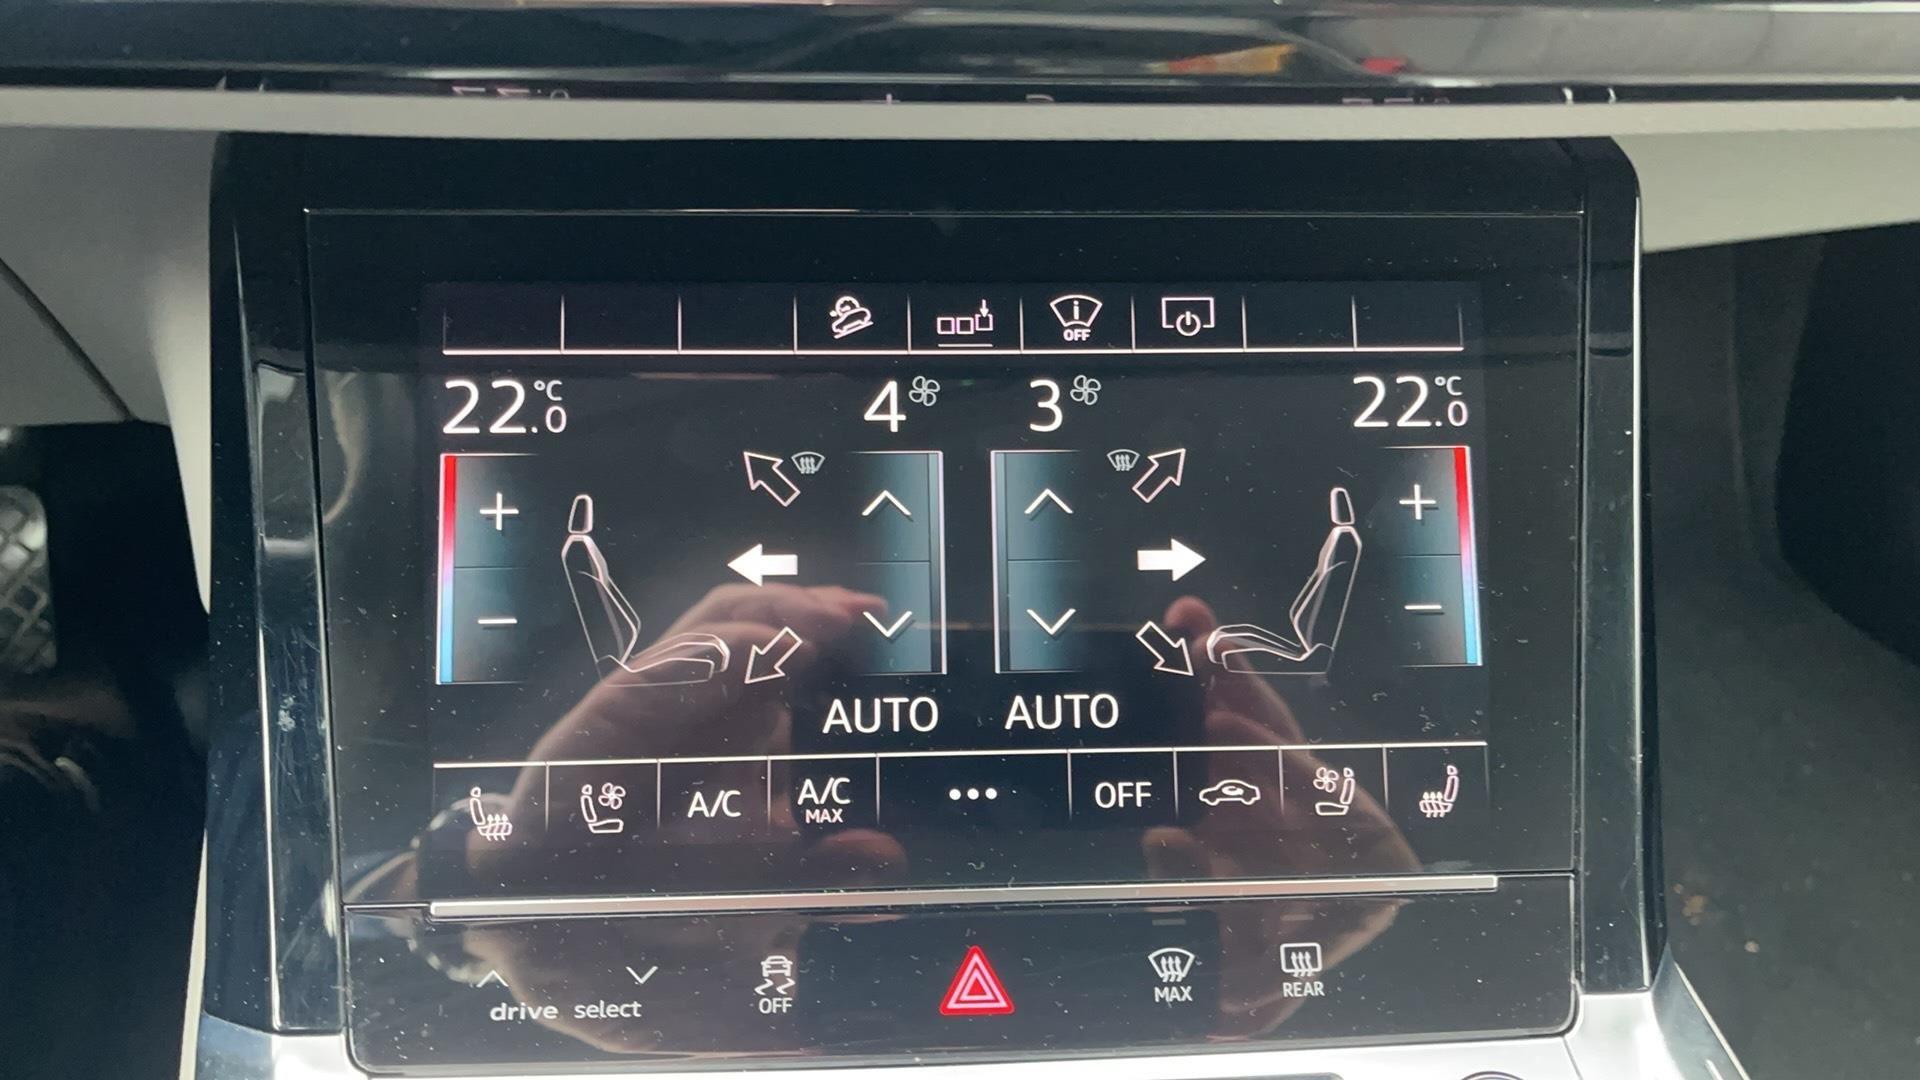 OFF
22.0 °C 4 3 22.0 °C
AUTO AUTO
A/C A/C MAX ••• OFF
drive select OFF MAX REAR